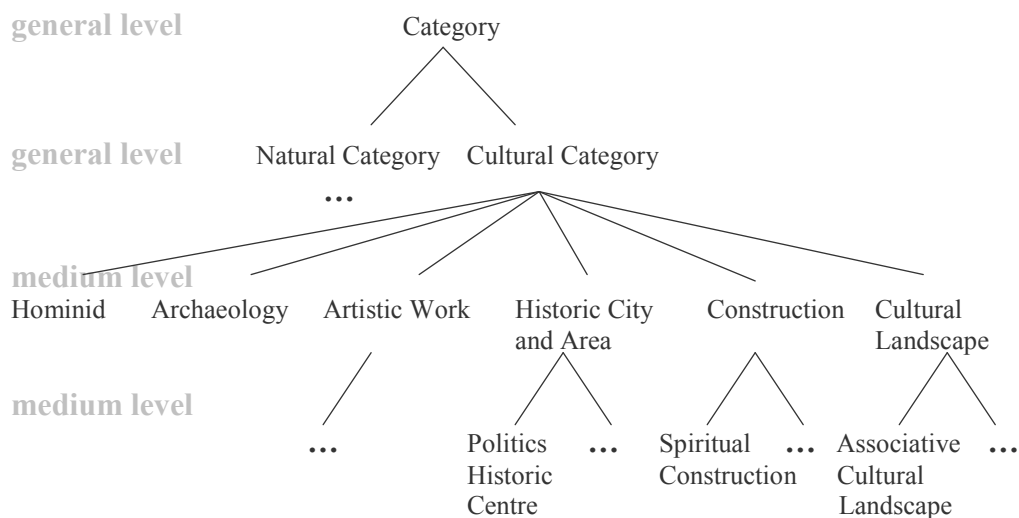 general level Category
general level Natural Category Cultural Category
...
medium level
Hominid Archaeology Artistic Work Historic City Construction Cultural
and Area Landscape
medium level
... Politics ... Spiritual ... Associative ...
Historic Construction Cultural
Centre Landscape